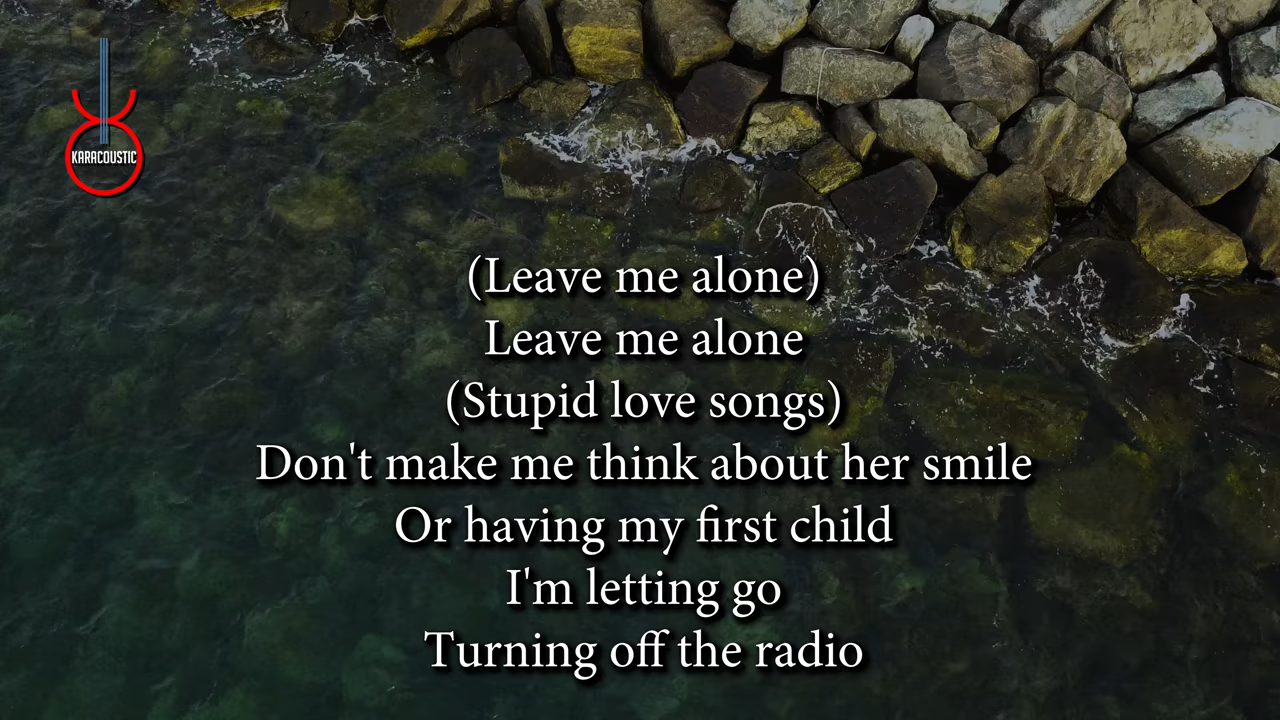 KARACOUSTIC
(Leave me alone)
Leave me alone
(Stupid love songs)
Don't make me think about her smile
Or having my first child
I'm letting go
Turning off the radio